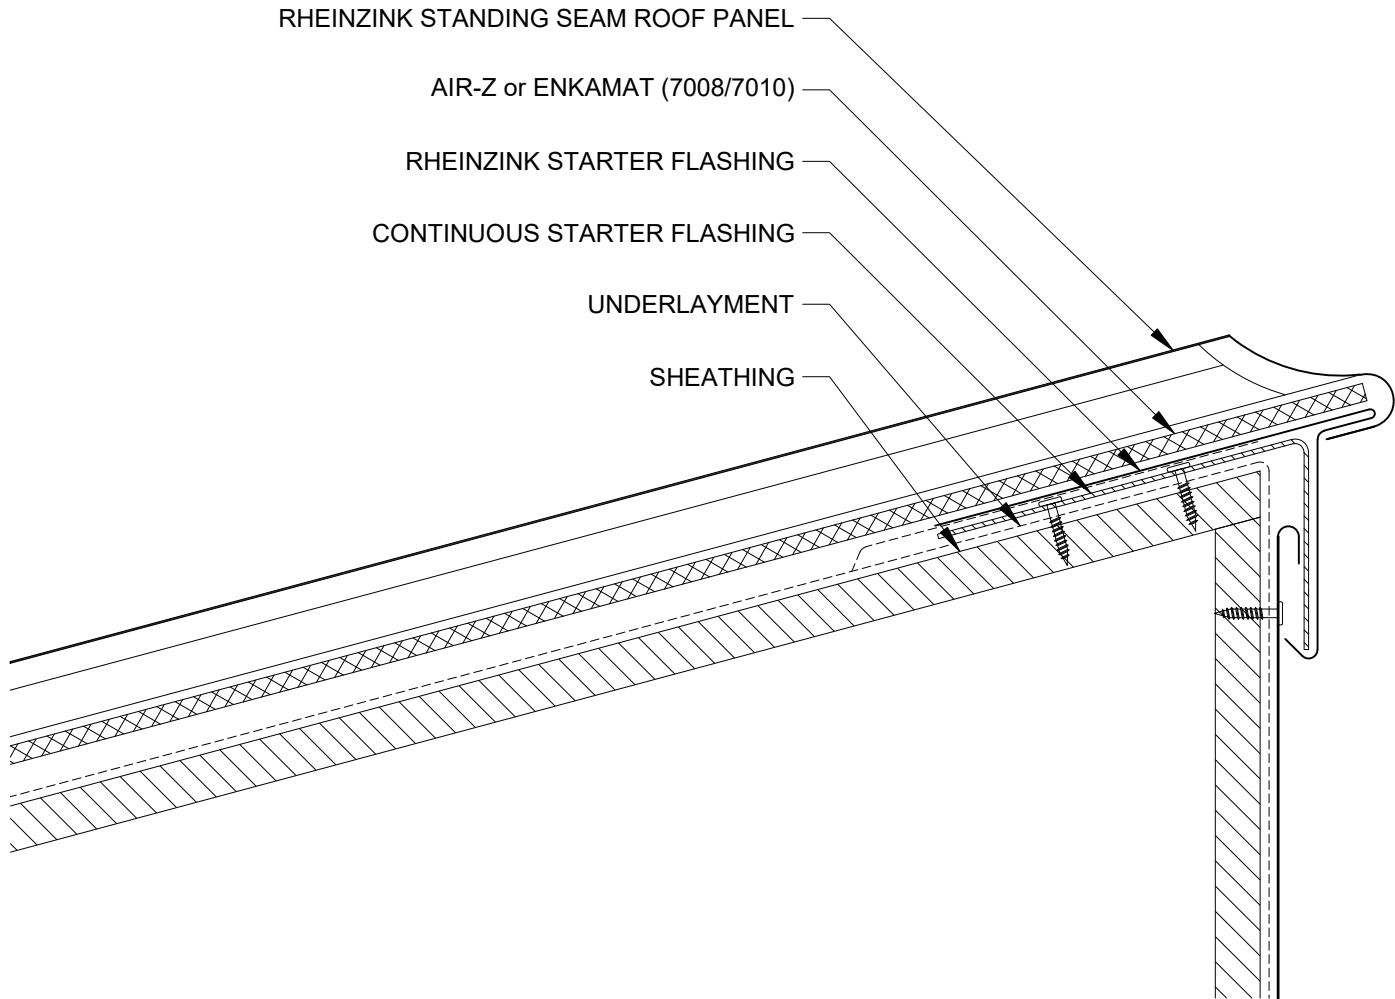 RHEINZINK STANDING SEAM ROOF PANEL
AIR-Z or ENKAMAT (7008/7010)
RHEINZINK STARTER FLASHING
CONTINUOUS STARTER FLASHING
UNDERLAYMENT
SHEATHING